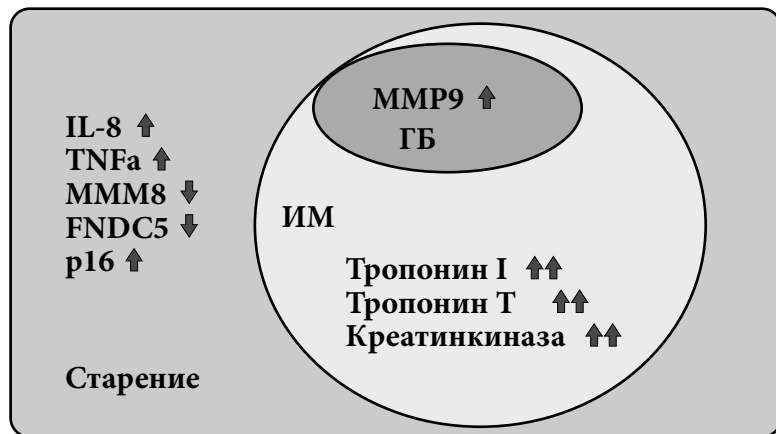 MMP9
ГБ
IL-8
TNFa
MMM8
FNDC5
p16
ИМ
Тропонин I
Тропонин Т
Креатинкиназа
Старение